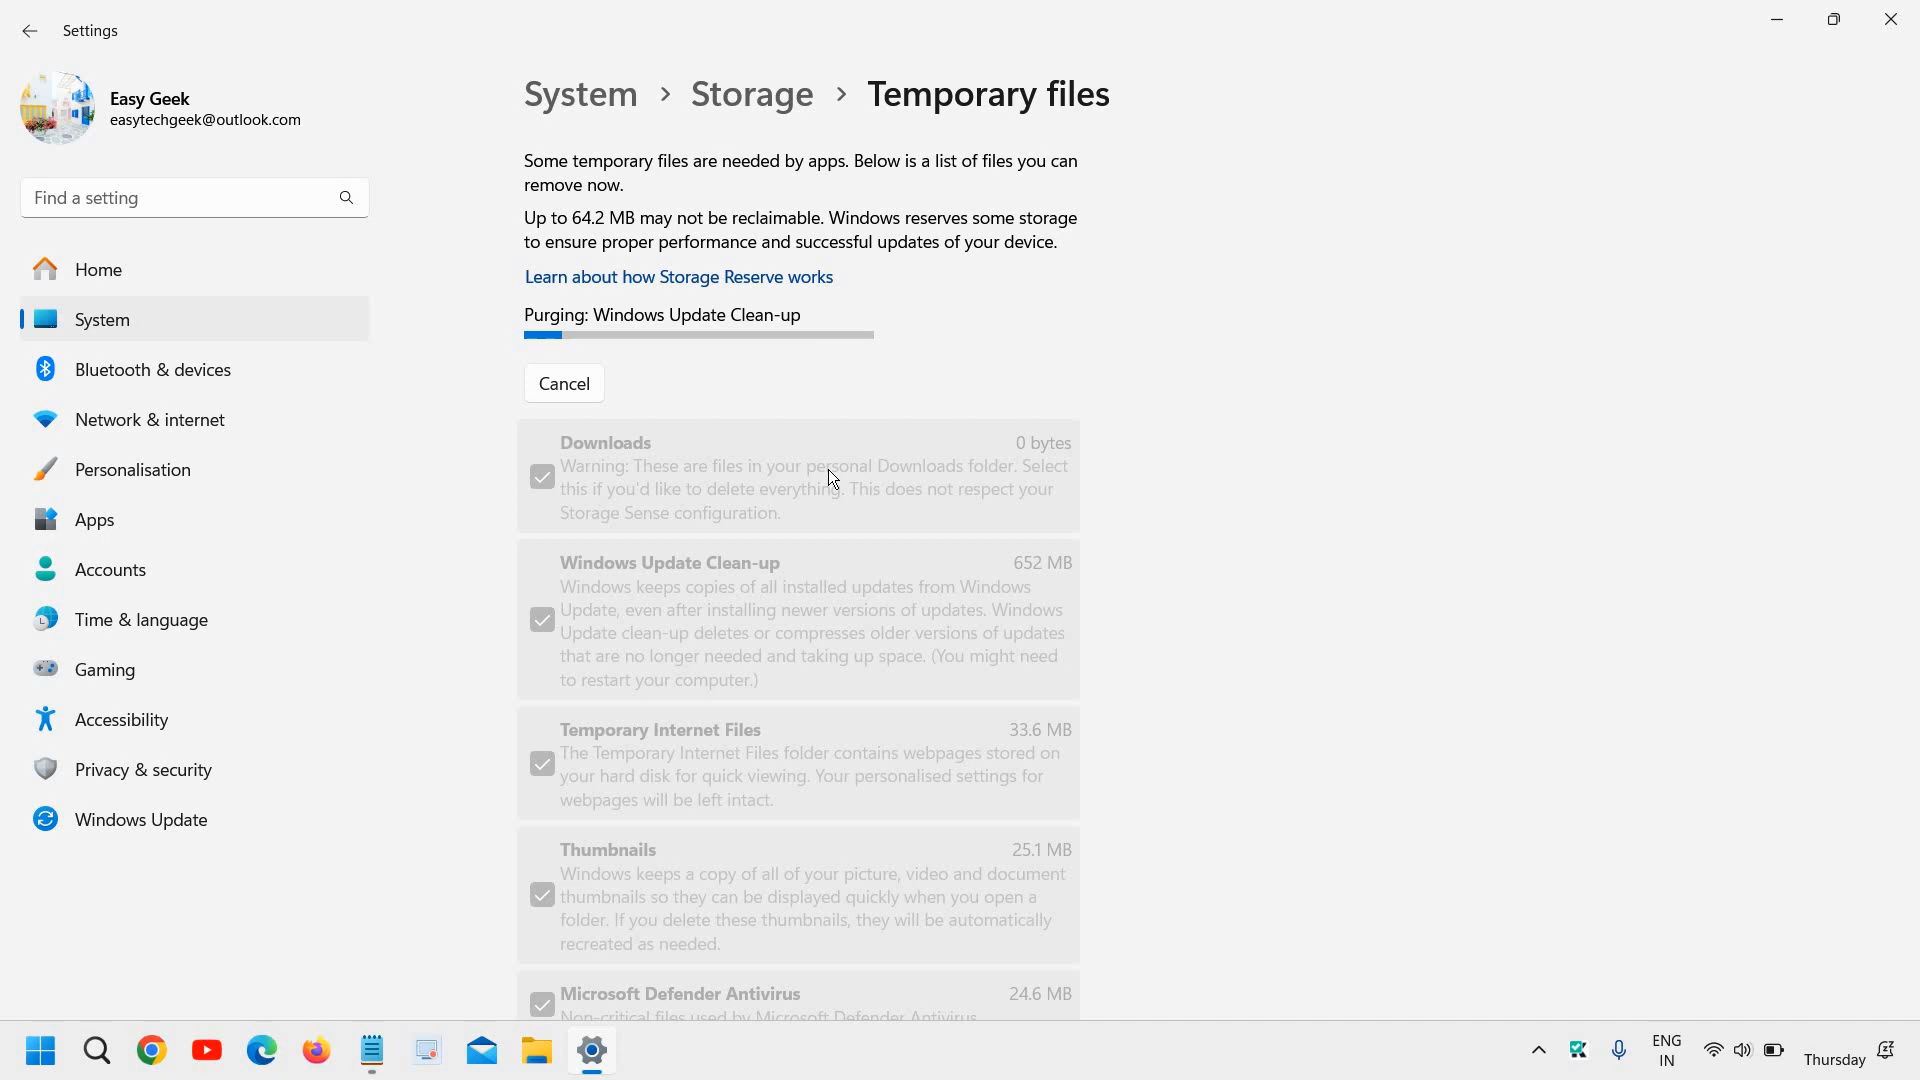 Settings
Easy Geek
easytechgeek@outlook.com
Find a setting
Home
System
Bluetooth & devices
Network & internet
Personalisation
Apps
Accounts
Time & language
Gaming
Accessibility
Privacy & security
Windows Update
System > Storage > Temporary files
Some temporary files are needed by apps. Below is a list of files you can
remove now.
Up to 64.2 MB may not be reclaimable. Windows reserves some storage
to ensure proper performance and successful updates of your device.
Learn about how Storage Reserve works
Purging: Windows Update Clean-up
Cancel
Downloads 0 bytes
Warning: These are files in your personal Downloads folder. Select
this if you'd like to delete everything. This does not respect your
Storage Sense configuration.
Windows Update Clean-up 652 MB
Windows keeps copies of all installed updates from Windows
Update, even after installing newer versions of updates. Windows
Update clean-up deletes or compresses older versions of updates
that are no longer needed and taking up space. (You might need
to restart your computer.)
Temporary Internet Files 33.6 MB
The Temporary Internet Files folder contains webpages stored on
your hard disk for quick viewing. Your personalised settings for
webpages will be left intact.
Thumbnails 25.1 MB
Windows keeps a copy of all of your picture, video and document
thumbnails so they can be displayed quickly when you open a
folder. If you delete these thumbnails, they will be automatically
recreated as needed.
Microsoft Defender Antivirus 24.6 MB
Non-critical files used by Microsoft Defender Antivirus
ENG
IN
Thursday